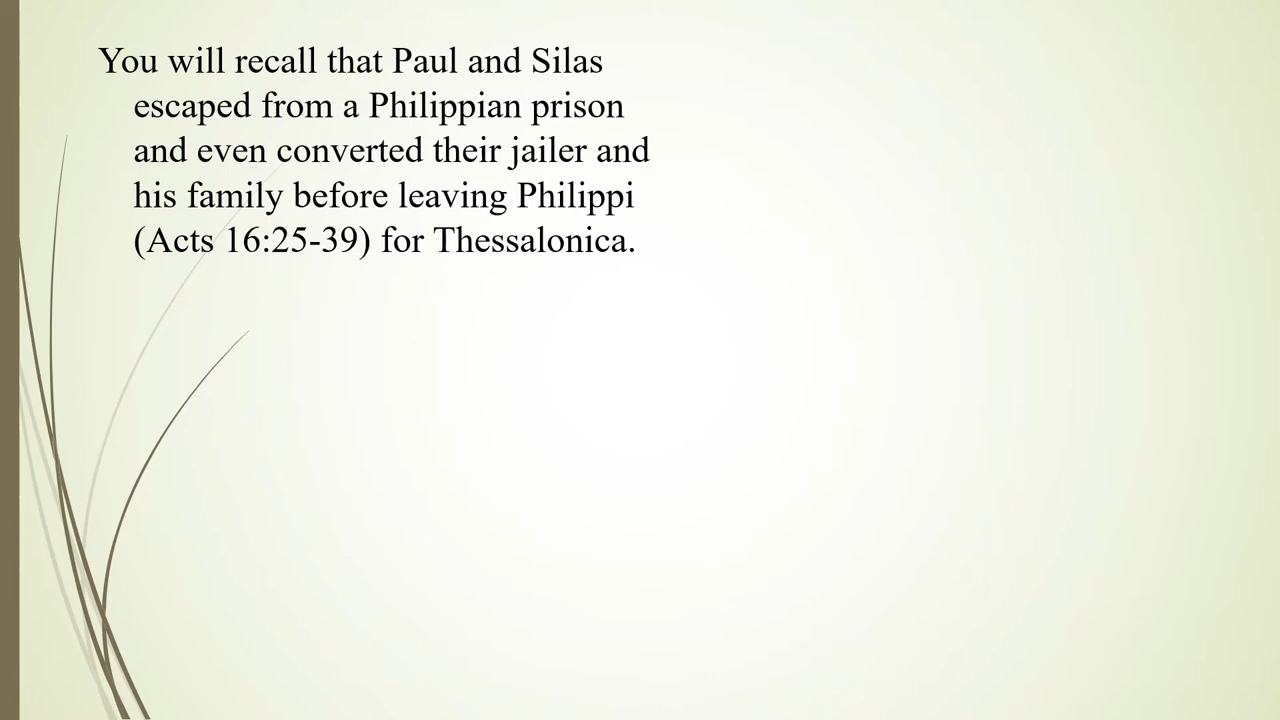 You will recall that Paul and Silas
escaped from a Philippian prison
and even converted their jailer and
his family before leaving Philippi
(Acts 16:25-39) for Thessalonica.